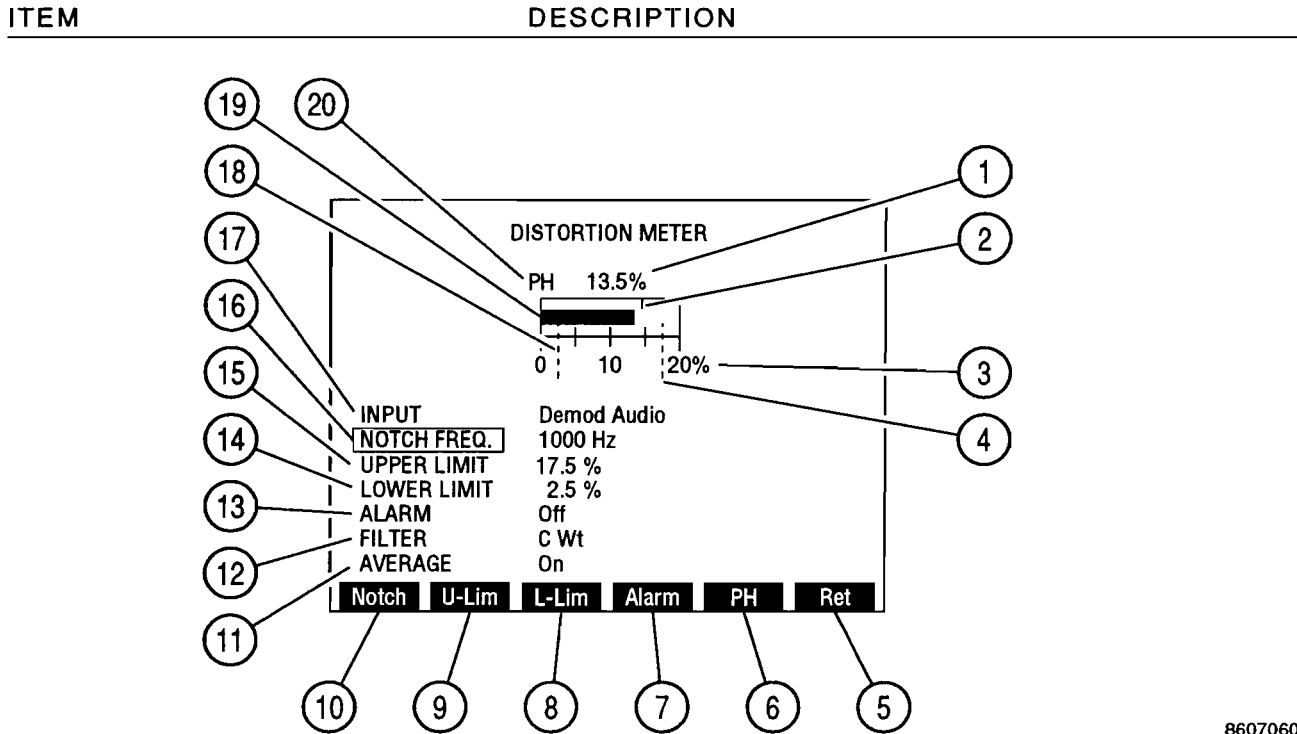 ITEM DESCRIPTION
19 20
18 1
17 DISTORTION METER 2
PH 13.5%
16
0 10 20% 3
15
INPUT Demod Audio
14 NOTCH FREQ. 1000 Hz 4
UPPER LIMIT 17.5 %
LOWER LIMIT 2.5 %
13 ALARM Off
FILTER C Wt
12 AVERAGE On
Notch U-Lim L-Lim Alarm PH Ret
11
10 9 8 7 6 5
8607060